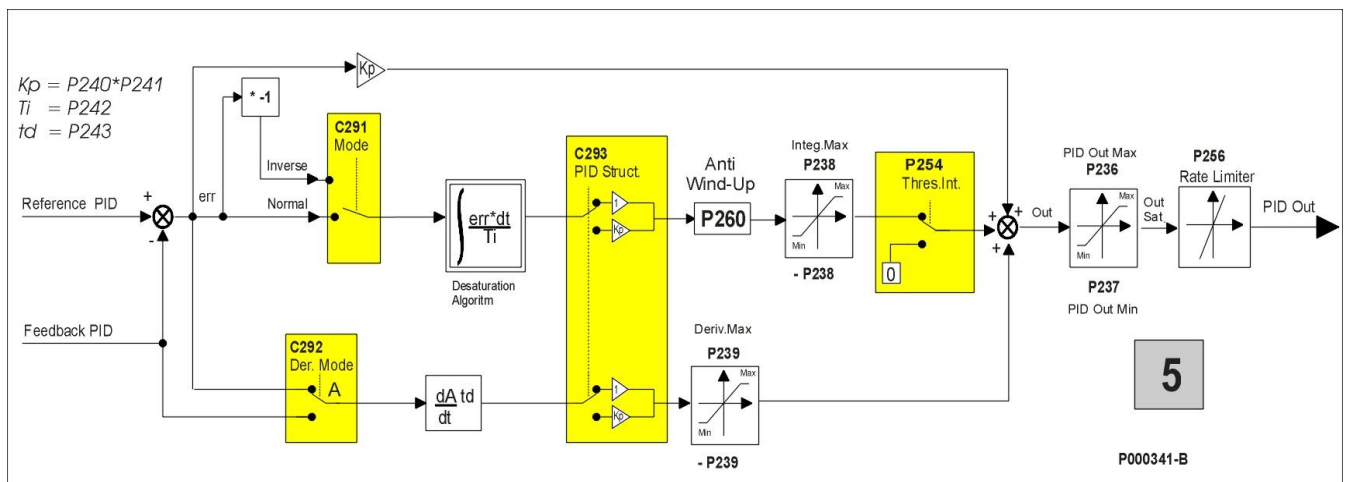 Kp = P240*P241
Ti = P242
td = P243
Reference PID
+
-
err
Feedback PID
* -1
Inverse
Normal
C291
Mode
Kp
∫ err*dt
Ti
Desaturation
Algoritm
C292
Der. Mode
A
dA td
dt
C293
PID Struct.
1
Kp
1
Kp
Anti
Wind-Up
P260
Integ.Max
P238
Max
Min
- P238
P254
Thres.Int.
0
Deriv.Max
P239
Max
Min
- P239
+
+
+
Out
PID Out Max
P236
Max
Min
P237
PID Out Min
Out
Sat.
P256
Rate Limiter
PID Out
5
P000341-B